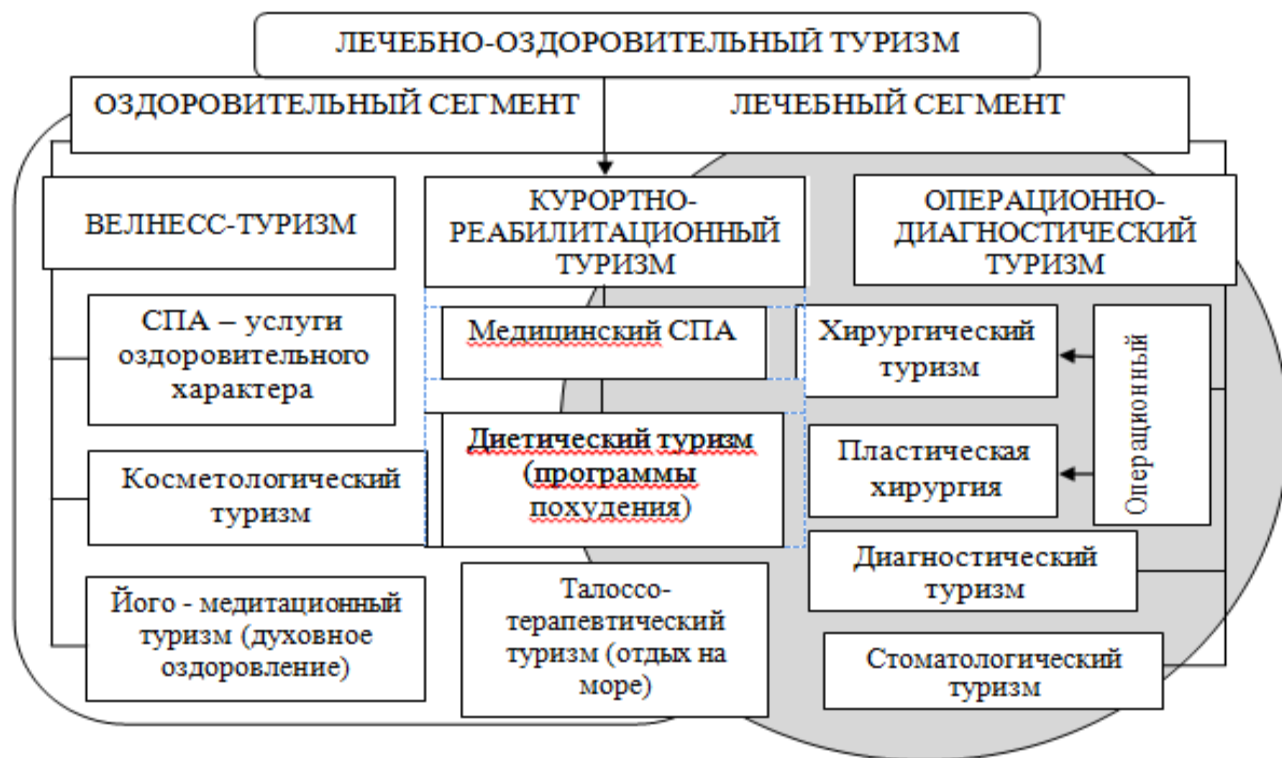 ЛЕЧЕБНО-ОЗДОРОВИТЕЛЬНЫЙ ТУРИЗМ
ОЗДОРОВИТЕЛЬНЫЙ СЕГМЕНТ
ЛЕЧЕБНЫЙ СЕГМЕНТ
ВЕЛНЕСС-ТУРИЗМ
СПА – услуги
оздоровительного
характера
Косметологический
туризм
Його - медитационный
туризм (духовное
оздоровление)
КУРОРТНО-
РЕАБИЛИТАЦИОННЫЙ
ТУРИЗМ
Медицинский СПА
Диетический туризм
(программы
похудения)
Талоссо-
терапевтический
туризм (отдых на
море)
ОПЕРАЦИОННО-
ДИАГНОСТИЧЕСКИЙ
ТУРИЗМ
Хирургический
туризм
Пластическая
хирургия
Операционный
Диагностический
туризм
Стоматологический
туризм